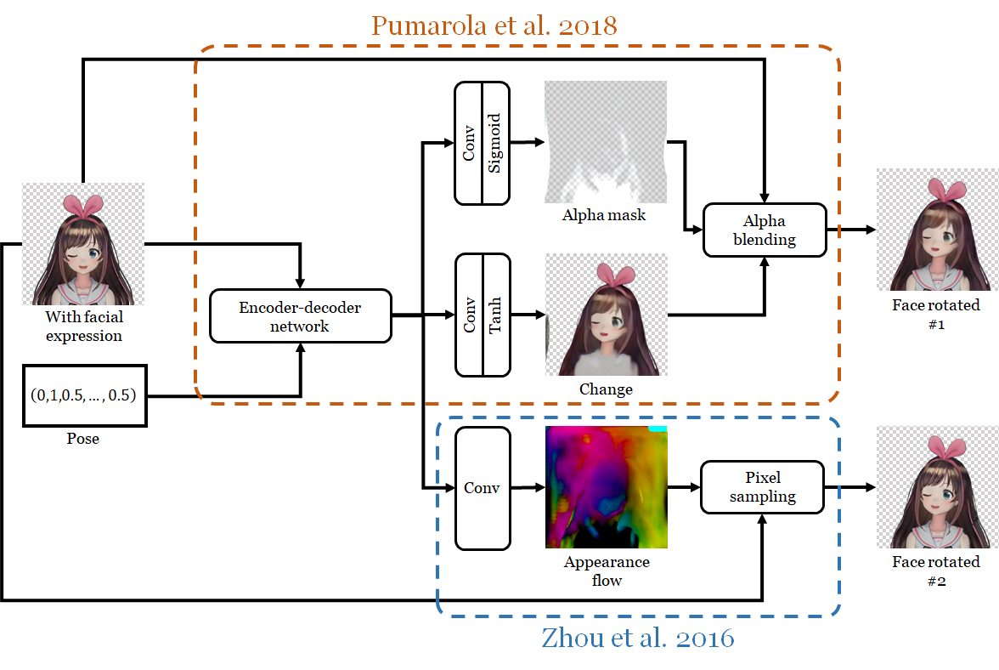 Pumarola et al. 2018
Conv
Sigmoid
Alpha mask
Alpha
blending
With facial
expression
Encoder-decoder
network
Conv
Tanh
Change
Face rotated
#1
(0,1,0.5, … , 0.5)
Pose
Conv
Appearance
flow
Pixel
sampling
Face rotated
#2
Zhou et al. 2016